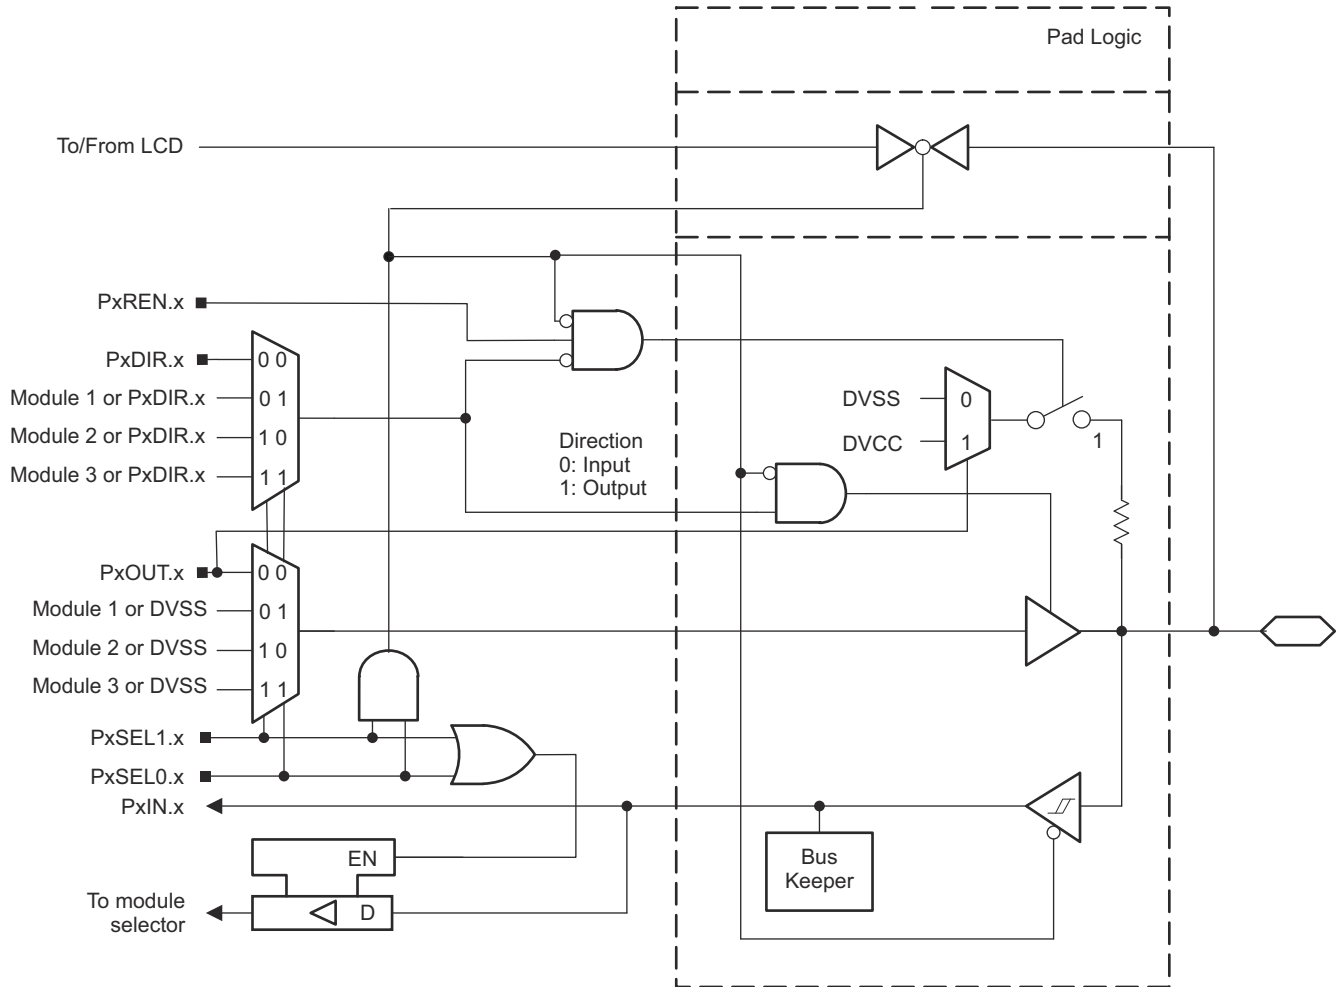 Pad Logic
To/From LCD
PxREN.x
PxDIR.x
0 0
Module 1 or PxDIR.x
0 1
Module 2 or PxDIR.x
1 0
Module 3 or PxDIR.x
1 1
Direction
0: Input
1: Output
DVSS
0
DVCC
1
1
PxOUT.x
0 0
Module 1 or DVSS
0 1
Module 2 or DVSS
1 0
Module 3 or DVSS
1 1
PxSEL1.x
PxSEL0.x
PxIN.x
EN
Bus
Keeper
To module
selector
D